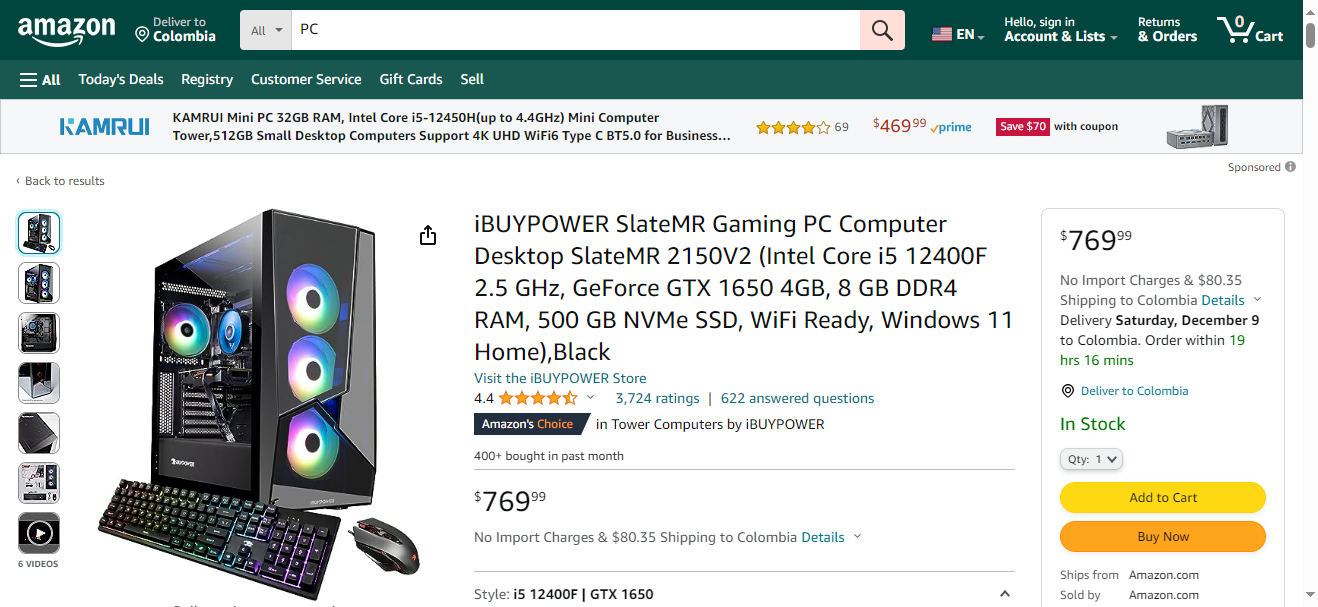 amazon
Deliver to
Colombia
All
PC
EN
Hello, sign in
Account & Lists
Returns
& Orders
0
Cart
All
Today's Deals
Registry
Customer Service
Gift Cards
Sell
KAMRUI
KAMRUI Mini PC 32GB RAM, Intel Core i5-12450H(up to 4.4GHz) Mini Computer
Tower,512GB Small Desktop Computers Support 4K UHD WiFi6 Type C BT5.0 for Business...
69
$469 99
prime
Save $70 with coupon
Sponsored
‹ Back to results
iBUYPOWER SlateMR Gaming PC Computer
Desktop SlateMR 2150V2 (Intel Core i5 12400F
2.5 GHz, GeForce GTX 1650 4GB, 8 GB DDR4
RAM, 500 GB NVMe SSD, WiFi Ready, Windows 11
Home),Black
Visit the iBUYPOWER Store
4.4
3,724 ratings | 622 answered questions
Amazon's Choice in Tower Computers by iBUYPOWER
400+ bought in past month
$769 99
No Import Charges & $80.35 Shipping to Colombia Details
Style: i5 12400F | GTX 1650
iBUYPOWER
iBUYPOWER
6 VIDEOS
$769 99
No Import Charges & $80.35
Shipping to Colombia Details
Delivery Saturday, December 9
to Colombia. Order within 19
hrs 16 mins
Deliver to Colombia
In Stock
Qty: 1
Add to Cart
Buy Now
Ships from Amazon.com
Sold by Amazon.com